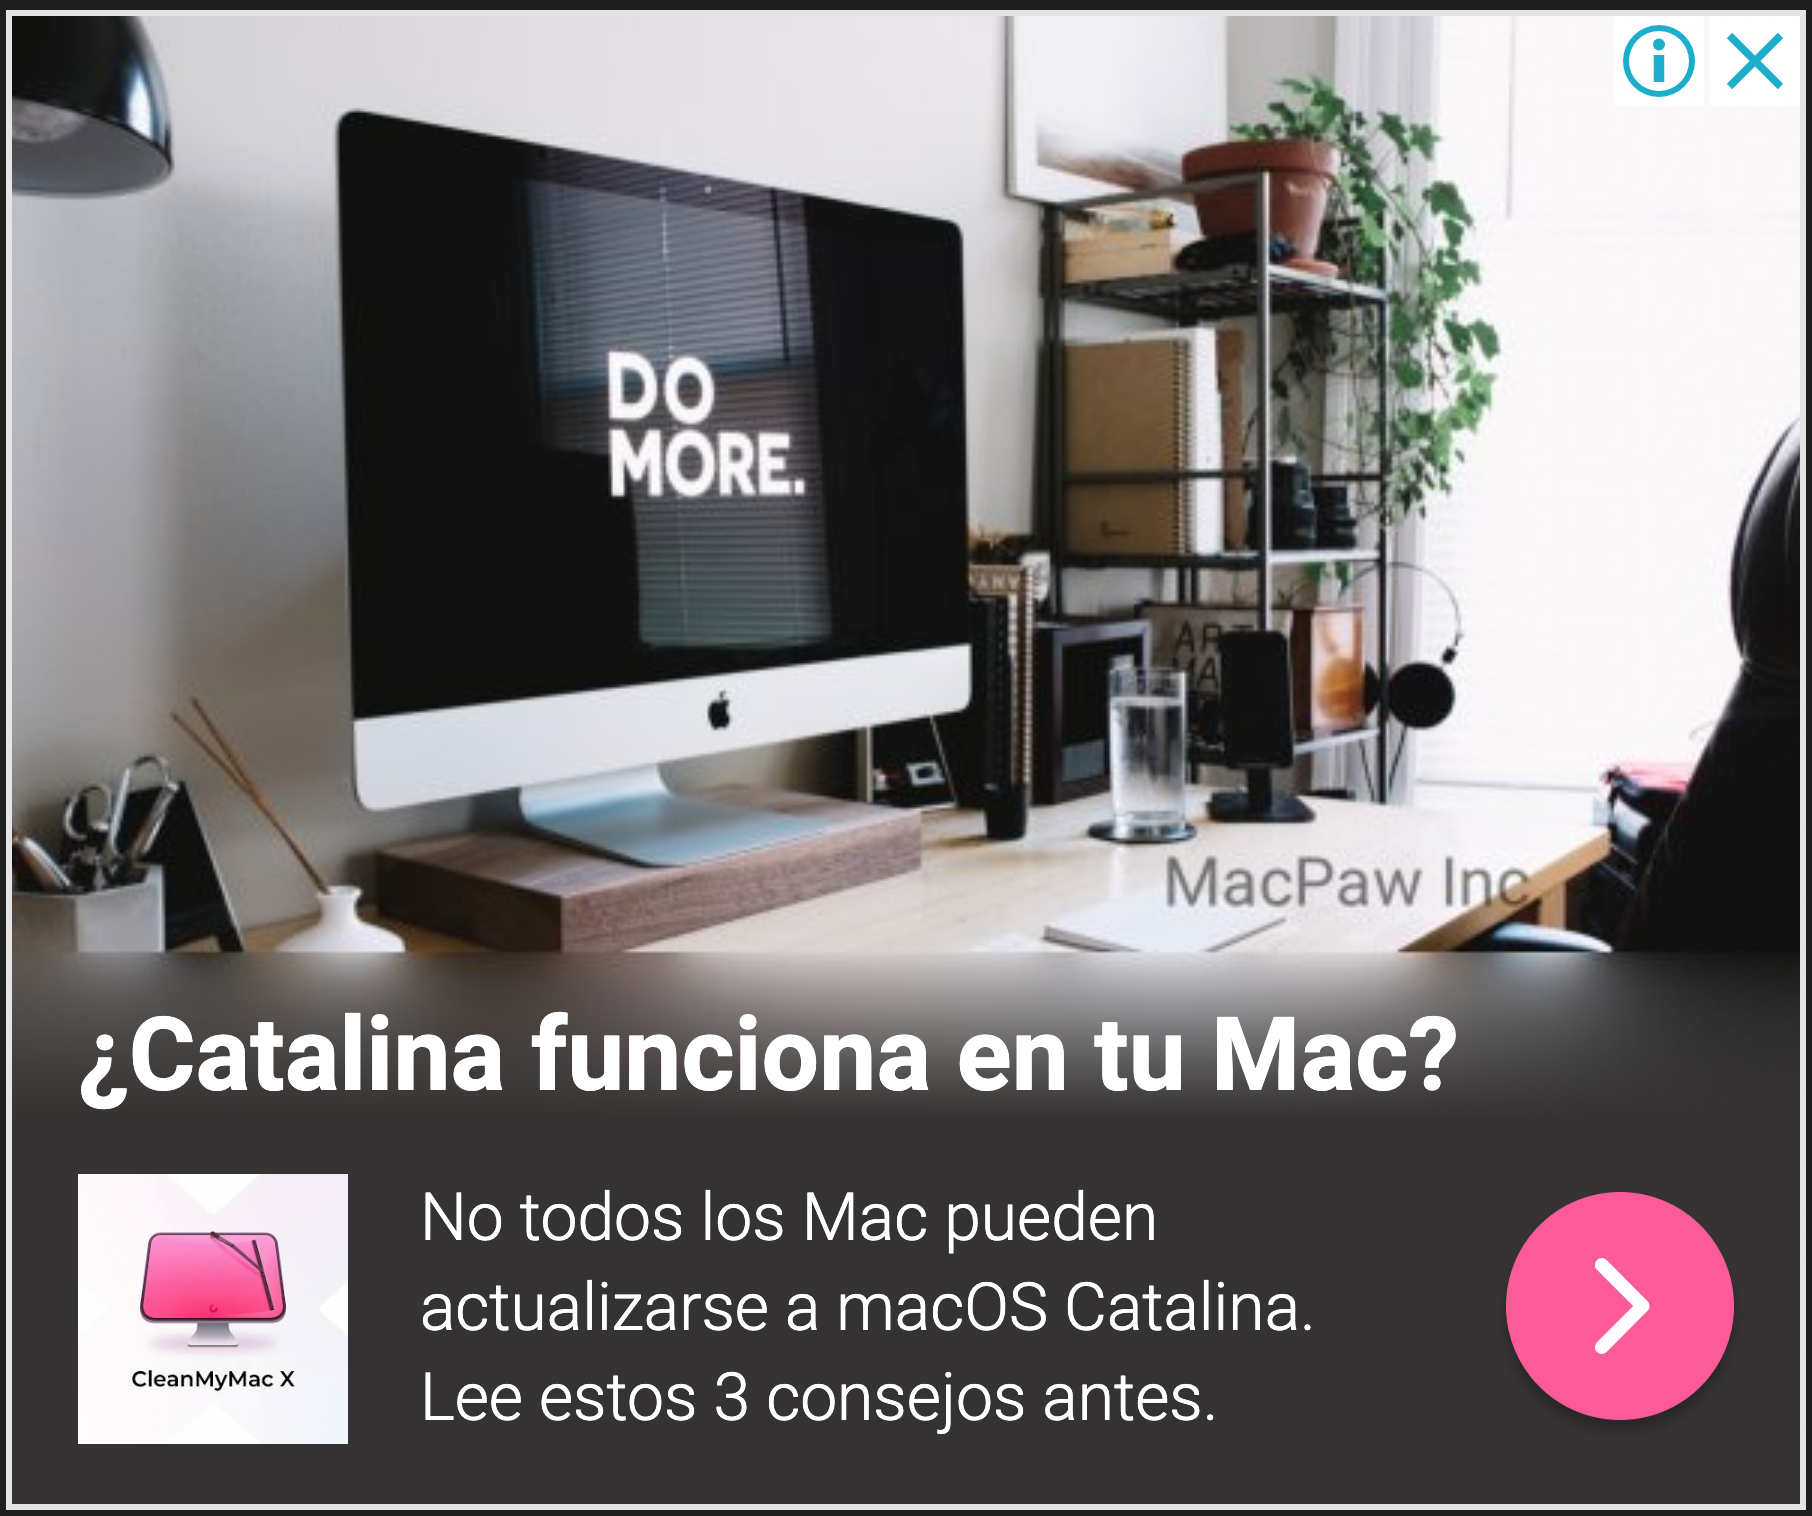 DO
MORE.
MacPaw Inc
¿Catalina funciona en tu Mac?
CleanMyMac X
No todos los Mac pueden
actualizarse a macOS Catalina.
Lee estos 3 consejos antes.